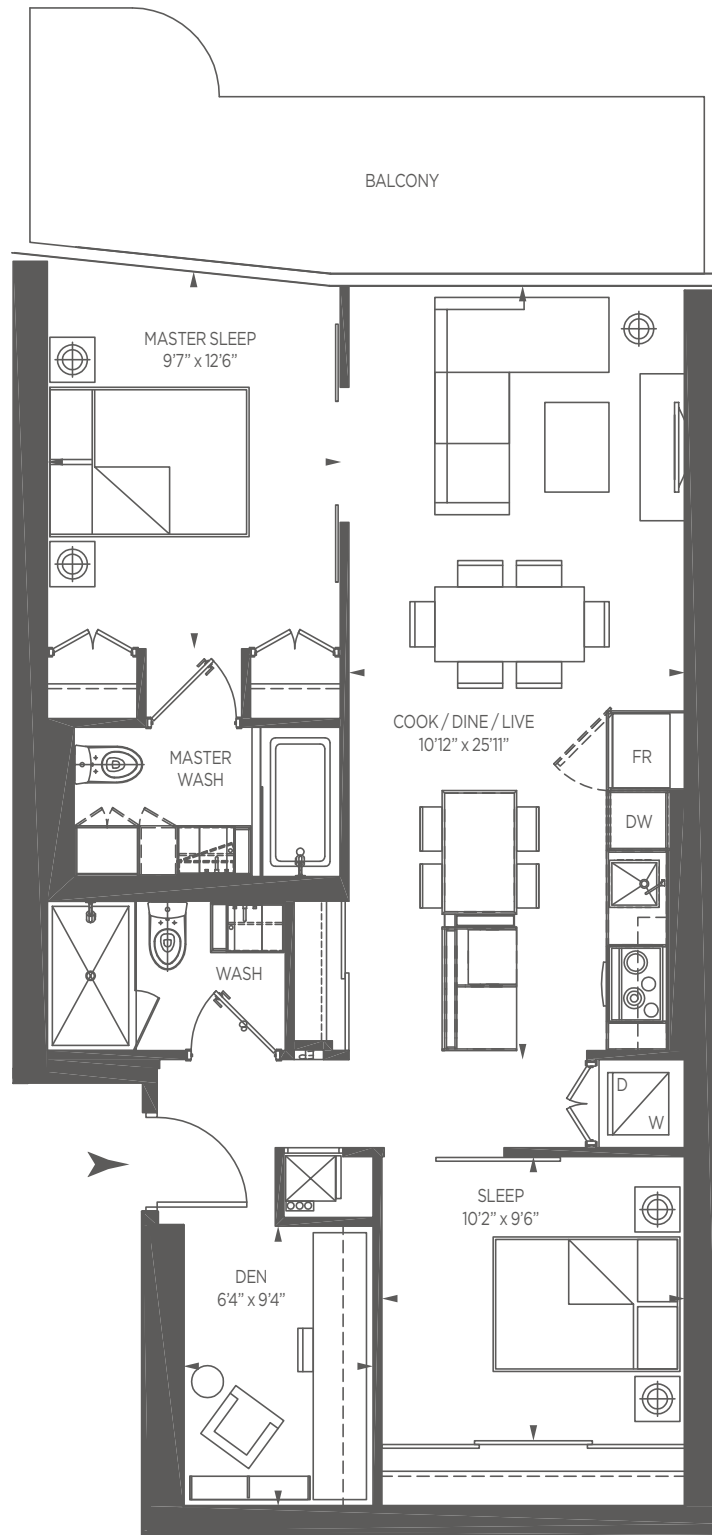 BALCONY
MASTER SLEEP
9'7" x 12'6"
COOK / DINE / LIVE
10'12" x 25'11"
MASTER
WASH
FR
DW
WASH
D
W
SLEEP
10'2" x 9'6"
DEN
6'4" x 9'4"